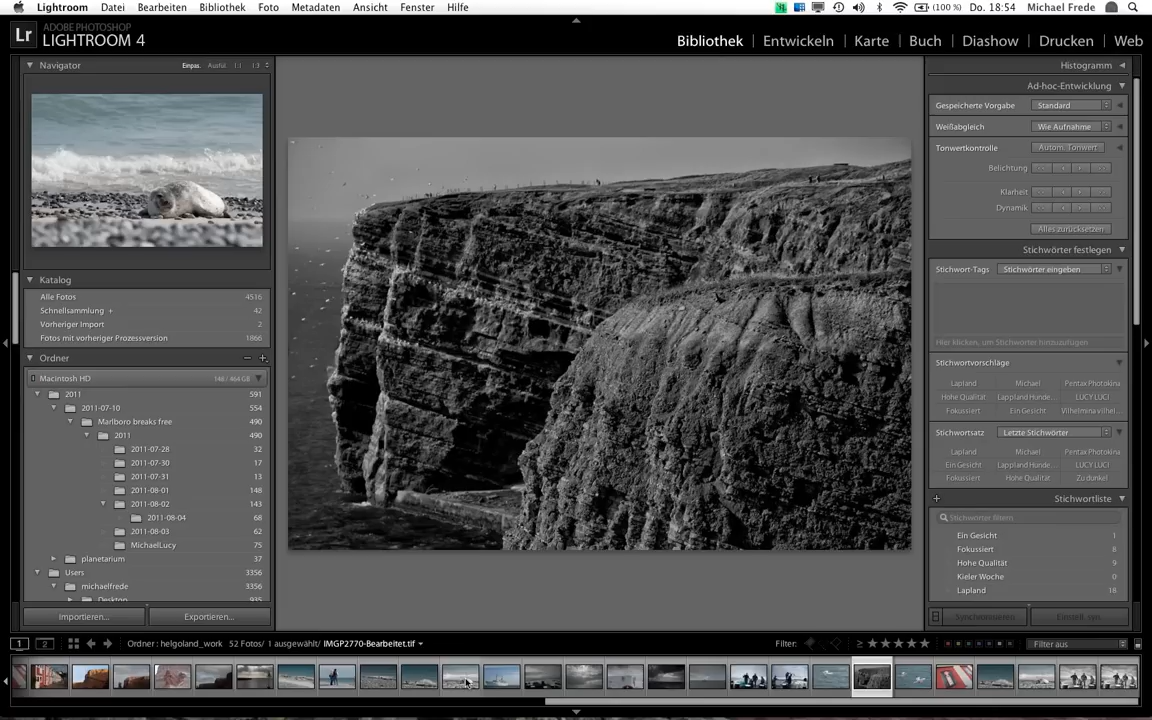 Lightroom Datei Bearbeiten Bibliothek Foto Metadaten Ansicht Fenster Hilfe (100 %) Do. 18:54 Michael Frede
Lr ADOBE PHOTOSHOP
LIGHTROOM 4
Bibliothek | Entwickeln | Karte | Buch | Diashow | Drucken | Web
Navigator Einpas. Ausfül. 1:1 1:3
Katalog
Alle Fotos 4516
Schnellsammlung + 42
Vorheriger Import 2
Fotos mit vorheriger Prozessversion 1866
Ordner
Macintosh HD 148 / 464 GB
2011 591
2011-07-10 554
Marlboro breaks free 490
2011 490
2011-07-28 32
2011-07-30 17
2011-07-31 13
2011-08-01 148
2011-08-02 143
2011-08-04 68
2011-08-03 62
MichaelLucy 75
planetarium 37
Users 3356
michaelfrede 3356
Desktop 935
Importieren... Exportieren...
Histogramm
Ad-hoc-Entwicklung
Gespeicherte Vorgabe Standard
Weißabgleich Wie Aufnahme
Tonwertkontrolle Autom. Tonwert
Belichtung
Klarheit
Dynamik
Alles zurücksetzen
Stichwörter festlegen
Stichwort-Tags Stichwörter eingeben
Hier klicken, um Stichwörter hinzuzufügen
Stichwortvorschläge
Lapland Michael Pentax Photokina
Hohe Qualität Lappland Hunde... LUCY LUCI
Fokussiert Ein Gesicht Vilhelmina vilhel...
Stichwortsatz Letzte Stichwörter
Lapland Michael Pentax Photokina
Ein Gesicht Lappland Hunde... LUCY LUCI
Fokussiert Hohe Qualität Zu dunkel
Stichwortliste
Stichwörter filtern
Ein Gesicht 1
Fokussiert 8
Hohe Qualität 9
Kieler Woche 0
Lapland 18
Synchronisieren Einstell. syn.
1 2 Ordner : helgoland_work 52 Fotos/ 1 ausgewählt/ IMGP2770-Bearbeitet.tif Filter: ≥ ★★★★★ Filter aus